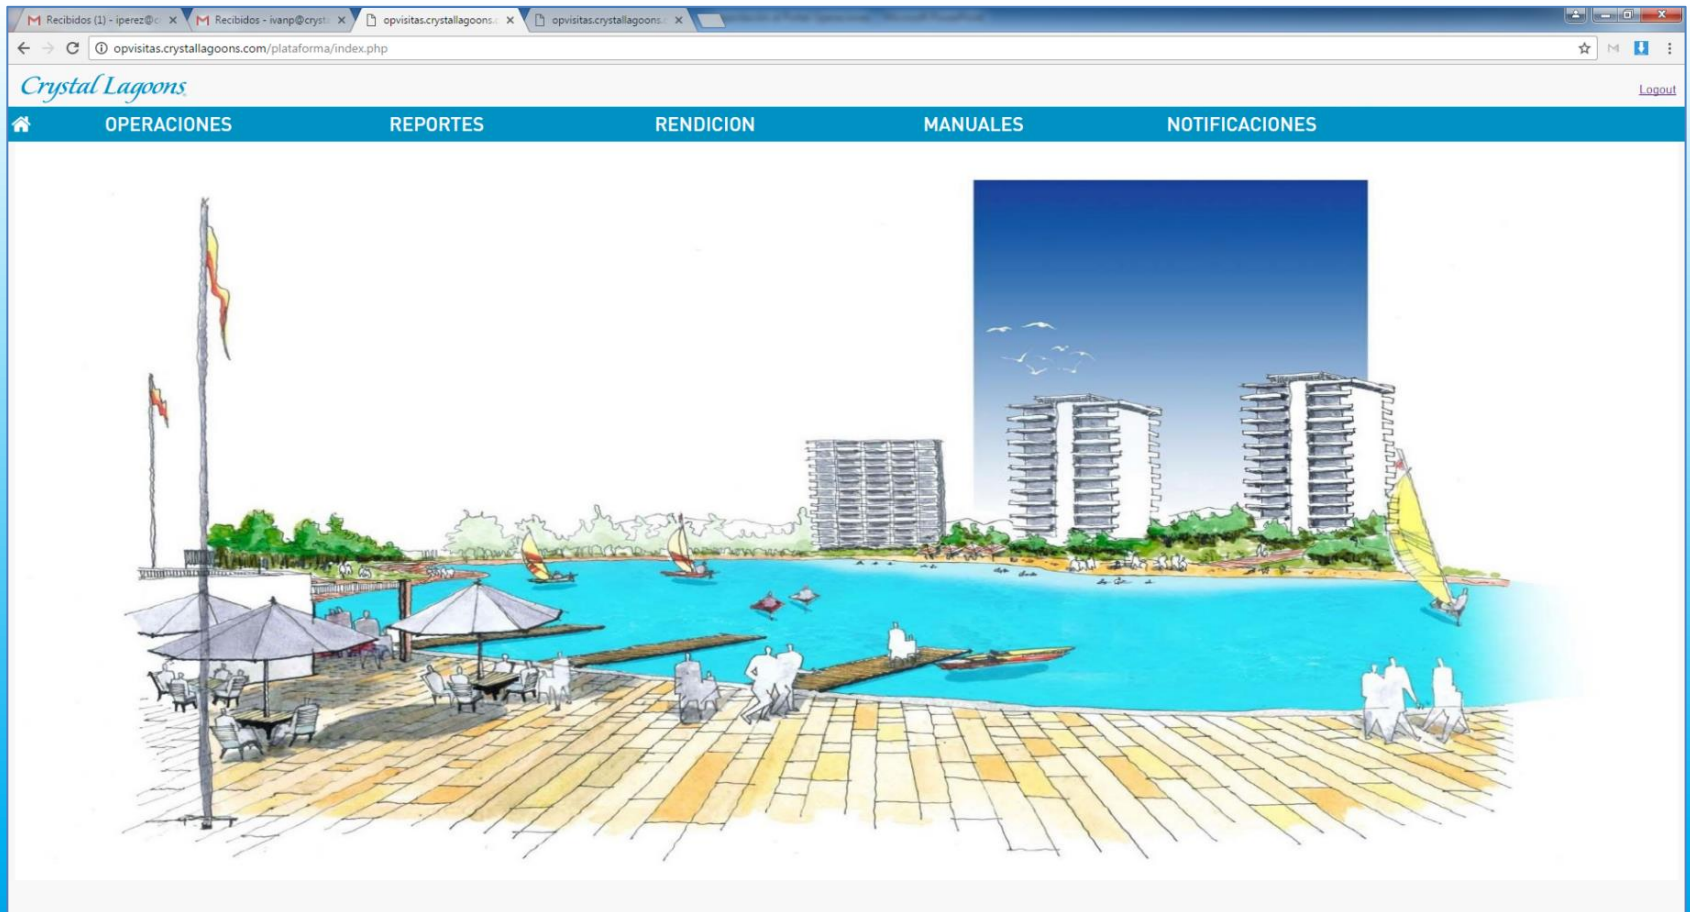 Recibidos (1) - iperez@c
Recibidos - ivanp@cryst
opvisitas.crystallagoons.
opvisitas.crystallagoons.
opvisitas.crystallagoons.com/plataforma/index.php
Crystal Lagoons
Logout
OPERACIONES REPORTES RENDICION MANUALES NOTIFICACIONES